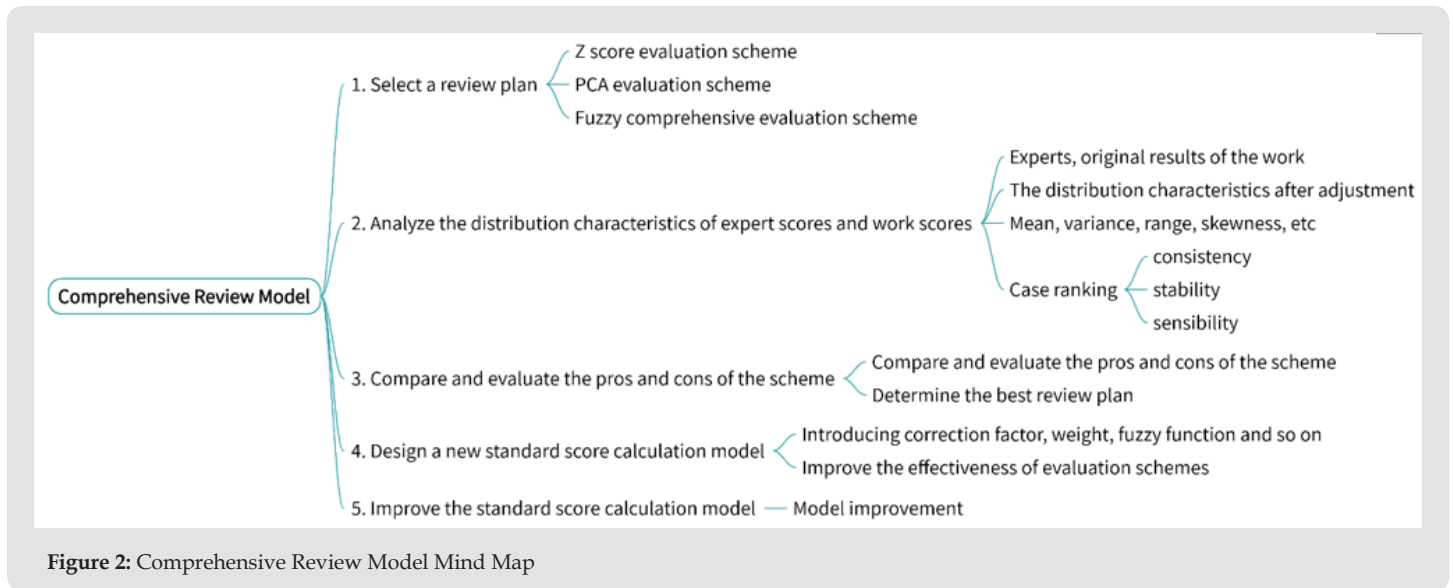 Comprehensive Review Model
1. Select a review plan
Z score evaluation scheme
PCA evaluation scheme
Fuzzy comprehensive evaluation scheme
2. Analyze the distribution characteristics of expert scores and work scores
Experts, original results of the work
The distribution characteristics after adjustment
Mean, variance, range, skewness, etc
Case ranking
consistency
stability
sensibility
3. Compare and evaluate the pros and cons of the scheme
Compare and evaluate the pros and cons of the scheme
Determine the best review plan
4. Design a new standard score calculation model
Introducing correction factor, weight, fuzzy function and so on
Improve the effectiveness of evaluation schemes
5. Improve the standard score calculation model
Model improvement
Figure 2: Comprehensive Review Model Mind Map